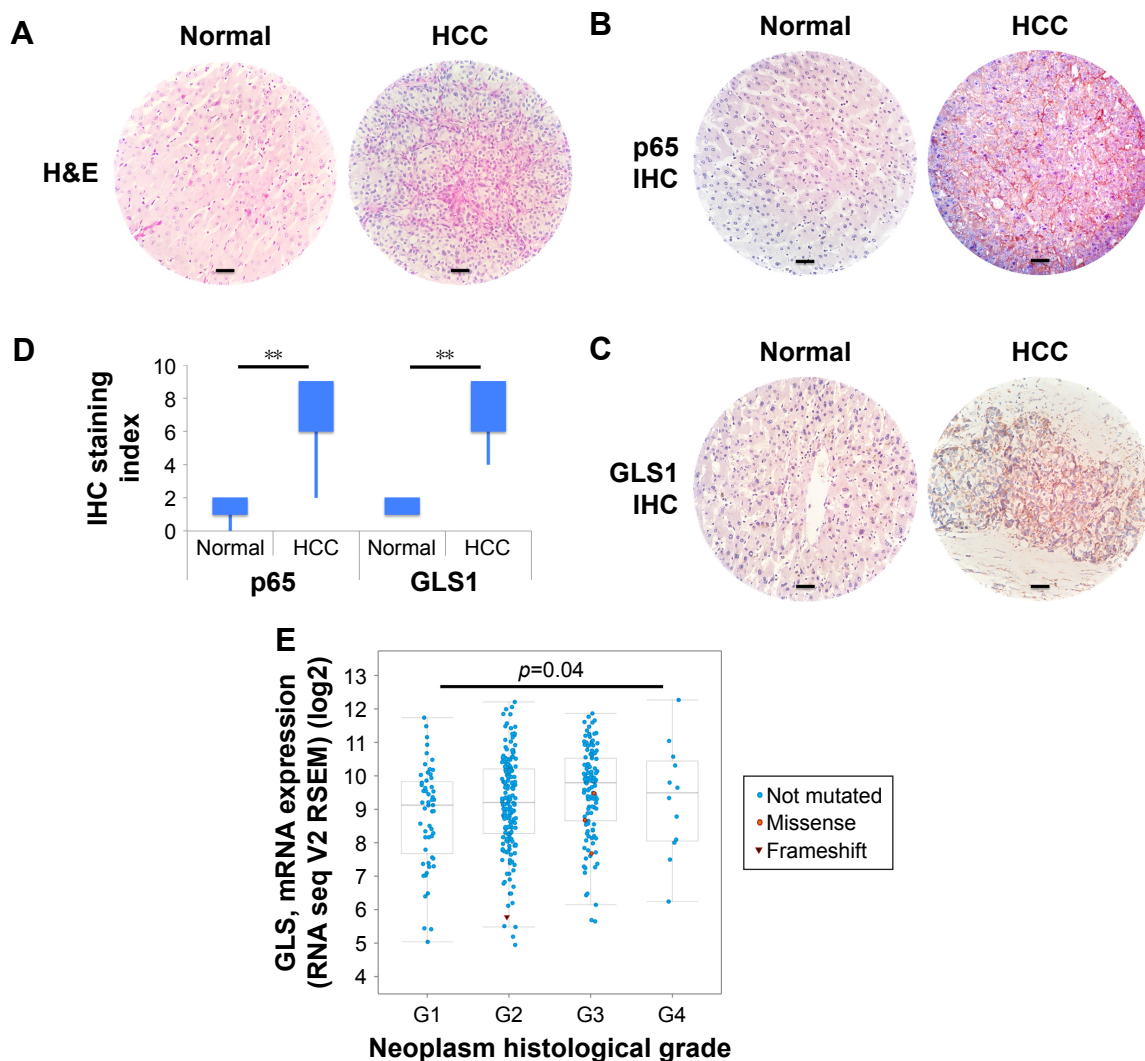 A
Normal
HCC
H&E
B
Normal
HCC
p65
IHC
C
Normal
HCC
GLS1
IHC
D
IHC staining
index
10
8
6
4
2
0
**
**
Normal
HCC
Normal
HCC
p65
GLS1
E
GLS, mRNA expression
(RNA seq V2 RSEM) (log2)
13
12
11
10
9
8
7
6
5
4
p=0.04
G1
G2
G3
G4
Neoplasm histological grade
Not mutated
Missense
Frameshift